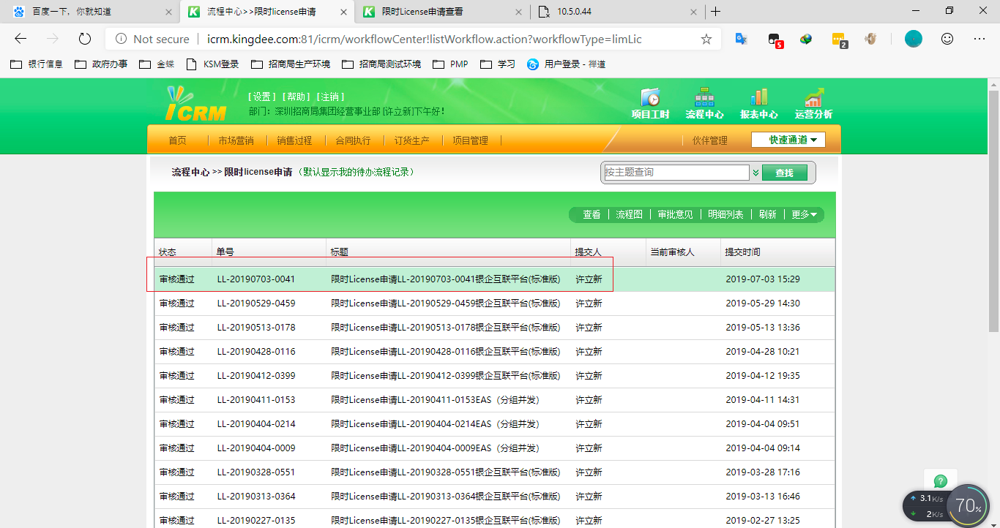 百度一下，你就知道
流程中心>>限时license申请
限时License申请查看
10.5.0.44
Not secure
icrm.kingdee.com:81/icrm/workflowCenter!listWorkflow.action?workflowType=limLic
5
2
银行信息
政府办事
金蝶
KSM登录
招商局生产环境
招商局测试环境
PMP
学习
用户登录 - 禅道
iCRM
[ 设置 ] [ 帮助 ] [ 注销 ]
部门：深圳招商局集团经营事业部 [许立新]下午好！
项目工时
流程中心
报表中心
运营分析
首页
市场营销
销售过程
合同执行
订货生产
项目管理
伙伴管理
快速通道
流程中心 >> 限时license申请 （默认显示我的待办流程记录）
按主题查询
查找
查看 流程图 审批意见 明细列表 刷新 更多
状态 单号 标题 提交人 当前审核人 提交时间
审核通过 LL-20190703-0041 限时License申请LL-20190703-0041银企互联平台(标准版) 许立新 2019-07-03 15:29
审核通过 LL-20190529-0459 限时License申请LL-20190529-0459银企互联平台(标准版) 许立新 2019-05-29 14:30
审核通过 LL-20190513-0178 限时License申请LL-20190513-0178银企互联平台(标准版) 许立新 2019-05-13 13:36
审核通过 LL-20190428-0116 限时License申请LL-20190428-0116银企互联平台(标准版) 许立新 2019-04-28 10:21
审核通过 LL-20190412-0399 限时License申请LL-20190412-0399银企互联平台(标准版) 许立新 2019-04-12 19:35
审核通过 LL-20190411-0153 限时License申请LL-20190411-0153EAS（分组并发） 许立新 2019-04-11 14:31
审核通过 LL-20190404-0214 限时License申请LL-20190404-0214EAS（分组并发） 许立新 2019-04-04 09:51
审核通过 LL-20190404-0009 限时License申请LL-20190404-0009EAS（分组并发） 许立新 2019-04-04 09:14
审核通过 LL-20190328-0551 限时License申请LL-20190328-0551银企互联平台(标准版) 许立新 2019-03-28 17:16
审核通过 LL-20190313-0364 限时License申请LL-20190313-0364银企互联平台(标准版) 许立新 2019-03-13 16:46
审核通过 LL-20190227-0135 限时License申请LL-20190227-0135银企互联平台(标准版) 许立新 2019-02-27 13:25
3.1K/s
2K/s
70%